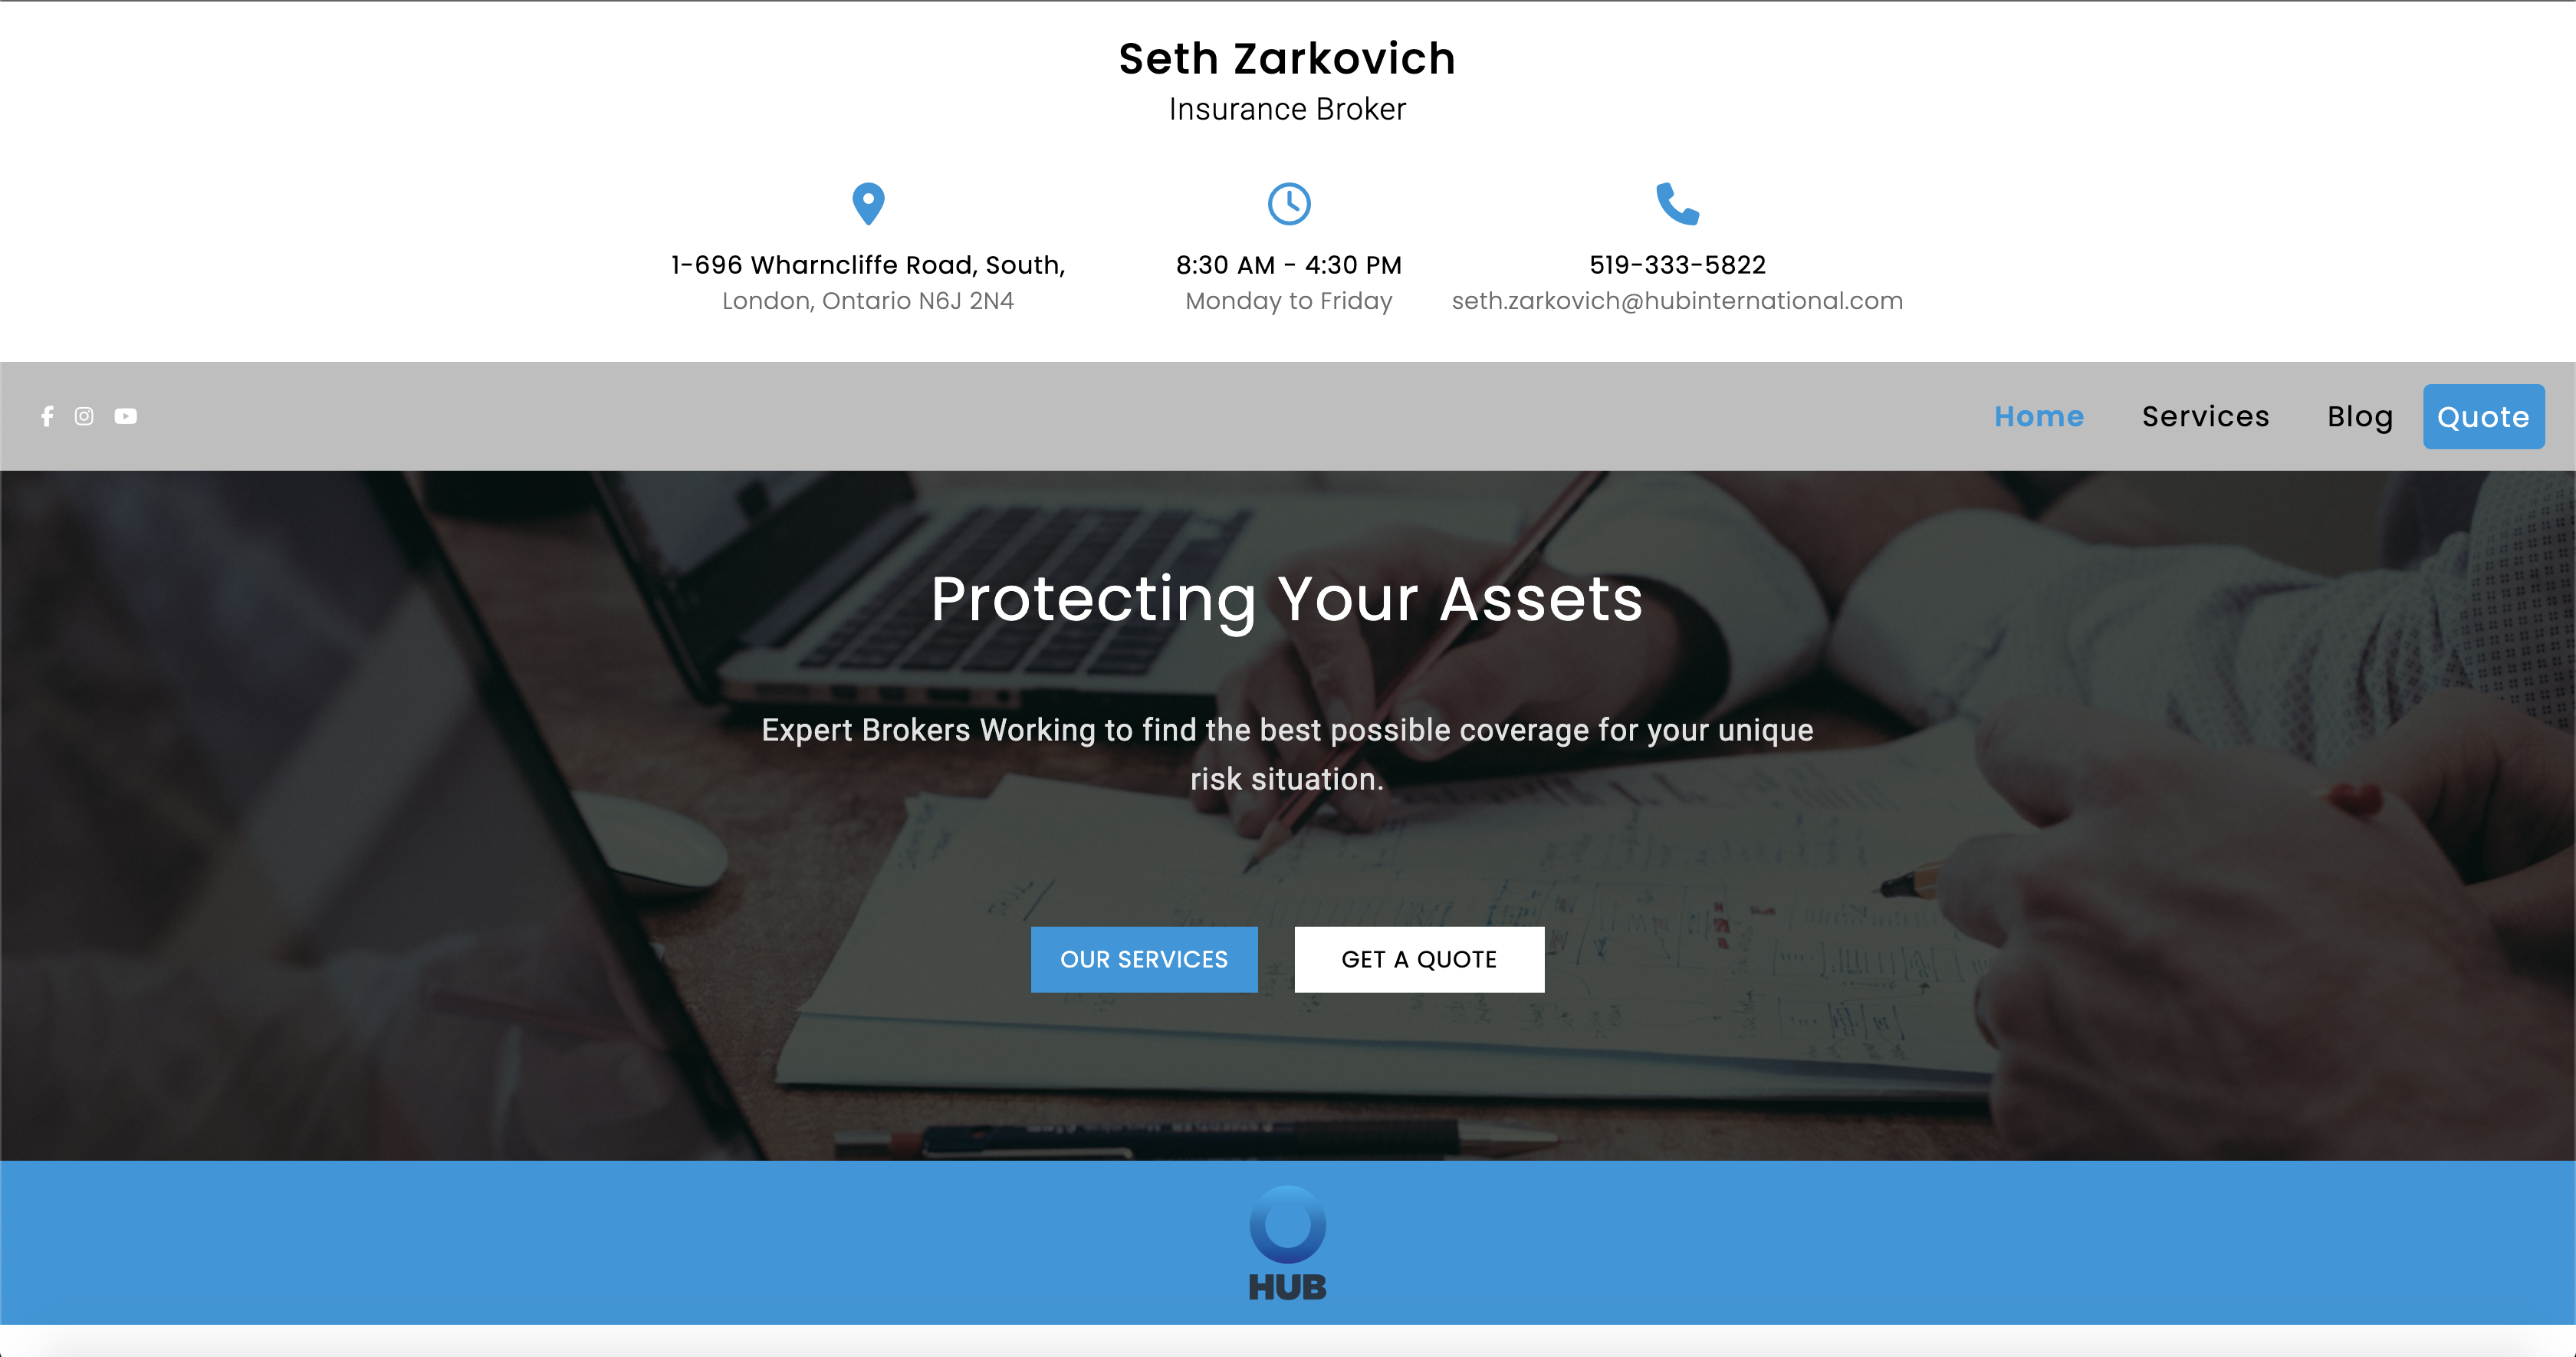 Seth Zarkovich
Insurance Broker
1-696 Wharncliffe Road, South,
London, Ontario N6J 2N4
8:30 AM - 4:30 PM
Monday to Friday
519-333-5822
seth.zarkovich@hubinternational.com
Home Services Blog Quote
Protecting Your Assets
Expert Brokers Working to find the best possible coverage for your unique
risk situation.
OUR SERVICES GET A QUOTE
HUB